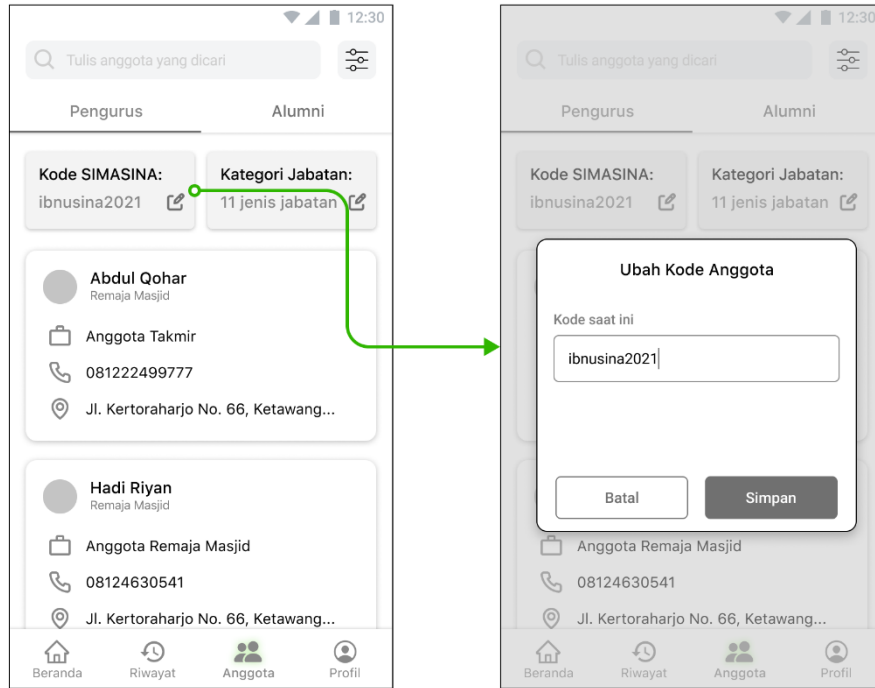 12:30
Tulis anggota yang dicari
Pengurus Alumni
Kode SIMASINA:
ibnusina2021
Kategori Jabatan:
11 jenis jabatan
Abdul Qohar
Remaja Masjid
Anggota Takmir
081222499777
Jl. Kertoraharjo No. 66, Ketawang...
Hadi Riyan
Remaja Masjid
Anggota Remaja Masjid
08124630541
Jl. Kertoraharjo No. 66, Ketawang...
Beranda Riwayat Anggota Profil
12:30
Tulis anggota yang dicari
Pengurus Alumni
Kode SIMASINA:
ibnusina2021
Kategori Jabatan:
11 jenis jabatan
Ubah Kode Anggota
Kode saat ini
ibnusina2021
Batal Simpan
Anggota Remaja Masjid
08124630541
Jl. Kertoraharjo No. 66, Ketawang...
Beranda Riwayat Anggota Profil